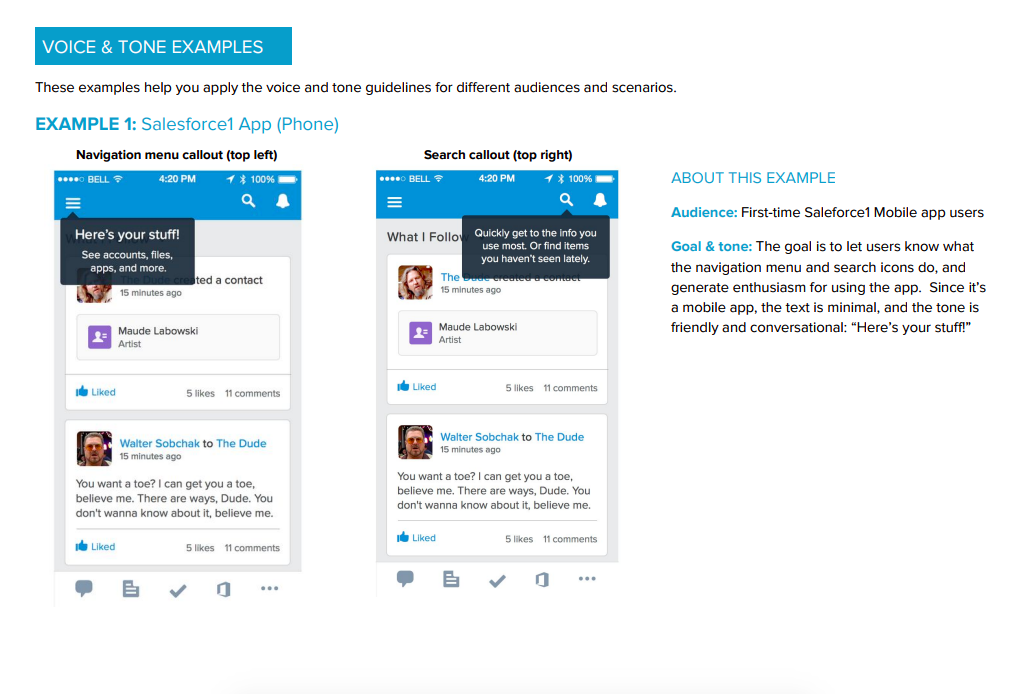 VOICE & TONE EXAMPLES
These examples help you apply the voice and tone guidelines for different audiences and scenarios.
EXAMPLE 1: Salesforce1 App (Phone)
Navigation menu callout (top left)
BELL 4:20 PM 100%
Here's your stuff!
See accounts, files,
apps, and more.
created a contact
15 minutes ago
Maude Labowski
Artist
Liked 5 likes 11 comments
Walter Sobchak to The Dude
15 minutes ago
You want a toe? I can get you a toe,
believe me. There are ways, Dude. You
don't wanna know about it, believe me.
Liked 5 likes 11 comments
Search callout (top right)
BELL 4:20 PM 100%
What I Follow
Quickly get to the info you
use most. Or find items
you haven't seen lately.
The Dude created a contact
15 minutes ago
Maude Labowski
Artist
Liked 5 likes 11 comments
Walter Sobchak to The Dude
15 minutes ago
You want a toe? I can get you a toe,
believe me. There are ways, Dude. You
don't wanna know about it, believe me.
Liked 5 likes 11 comments
ABOUT THIS EXAMPLE
Audience: First-time Saleforce1 Mobile app users
Goal & tone: The goal is to let users know what
the navigation menu and search icons do, and
generate enthusiasm for using the app.  Since it's
a mobile app, the text is minimal, and the tone is
friendly and conversational: “Here's your stuff!”